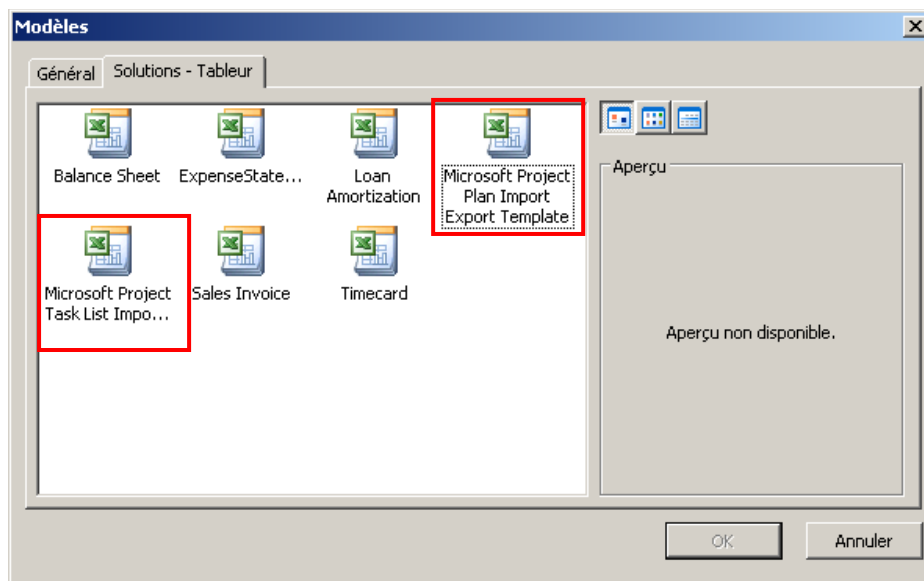 Modèles
Général
Solutions - Tableur
Balance Sheet
ExpenseState...
Loan
Amortization
Microsoft Project
Plan Import
Export Template
Microsoft Project
Task List Impo...
Sales Invoice
Timecard
Aperçu
Aperçu non disponible.
OK
Annuler